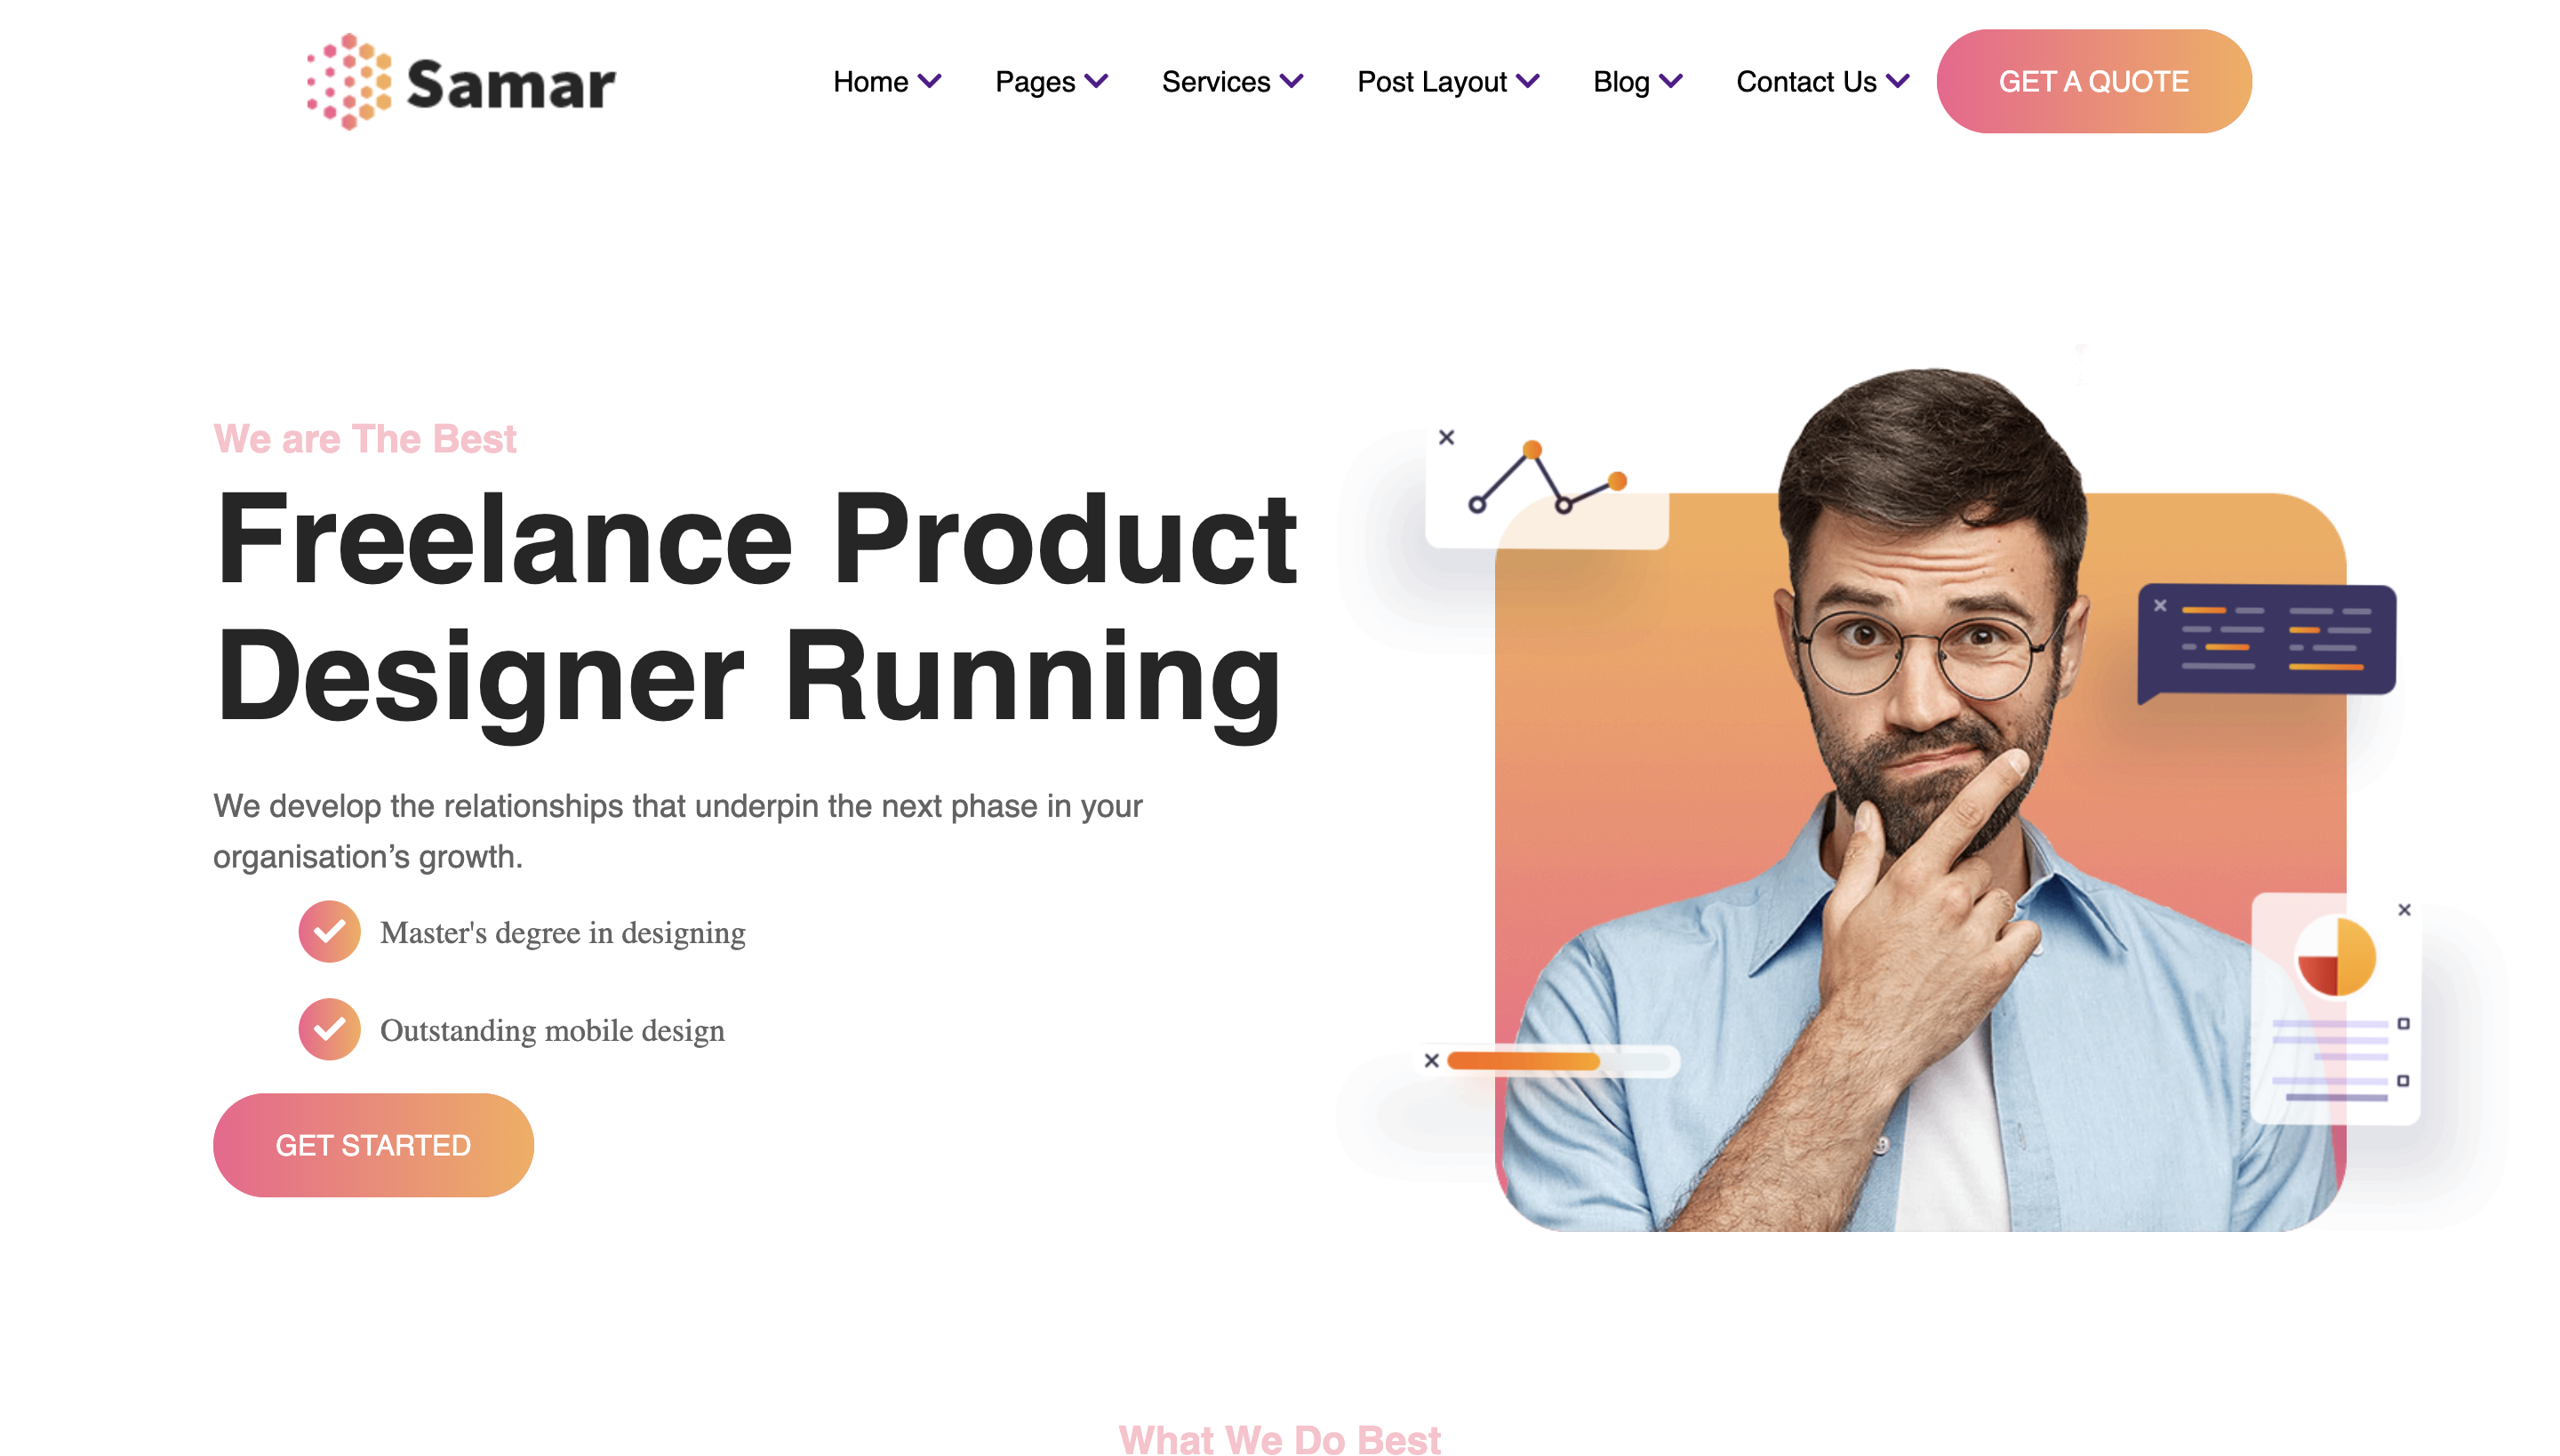 Samar
Home
Pages
Services
Post Layout
Blog
Contact Us
GET A QUOTE
We are The Best
Freelance Product
Designer Running
We develop the relationships that underpin the next phase in your
organisation’s growth.
Master's degree in designing
Outstanding mobile design
GET STARTED
What We Do Best